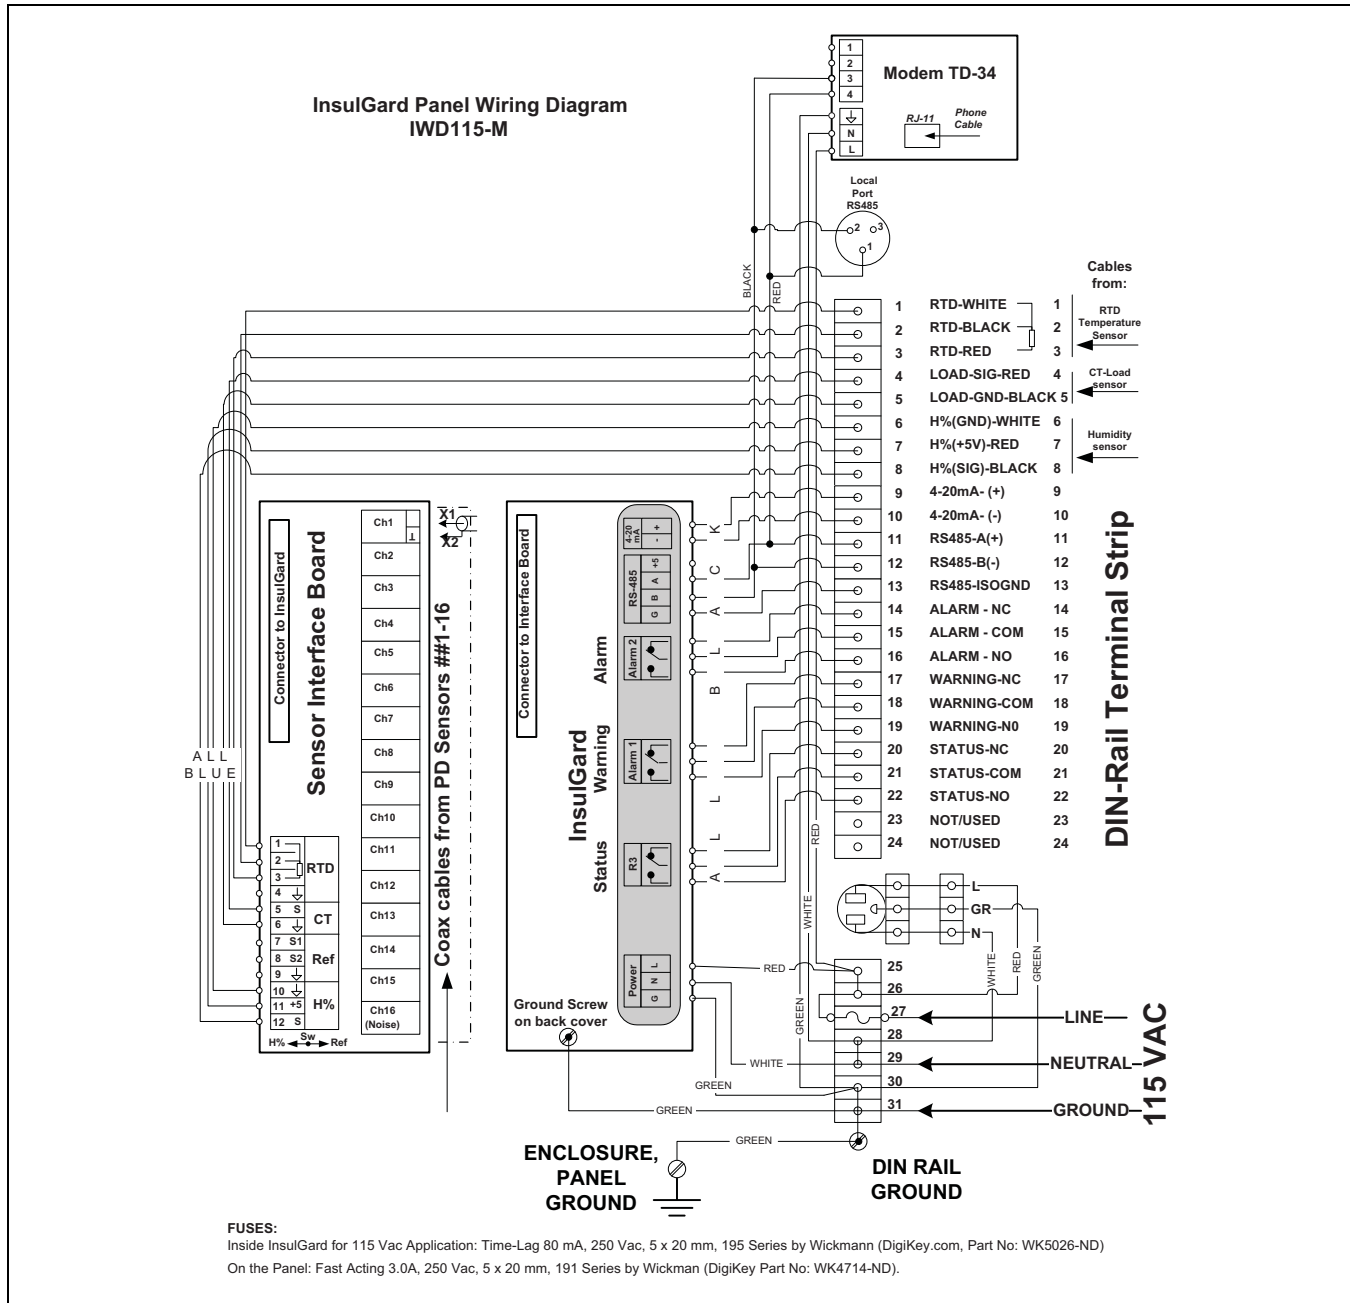 InsulGard Panel Wiring Diagram
IWD115-M
1
2
3
4
N
L
Modem TD-34
RJ-11
Phone
Cable
Local
Port
RS485
2
3
1
BLACK
RED
Cables
from:
1 RTD-WHITE 1
2 RTD-BLACK 2
3 RTD-RED 3
4 LOAD-SIG-RED 4
5 LOAD-GND-BLACK 5
6 H%(GND)-WHITE 6
7 H%(+5V)-RED 7
8 H%(SIG)-BLACK 8
9 4-20mA- (+) 9
10 4-20mA- (-) 10
11 RS485-A(+) 11
12 RS485-B(-) 12
13 RS485-ISOGND 13
14 ALARM - NC 14
15 ALARM - COM 15
16 ALARM - NO 16
17 WARNING-NC 17
18 WARNING-COM 18
19 WARNING-N0 19
20 STATUS-NC 20
21 STATUS-COM 21
22 STATUS-NO 22
23 NOT/USED 23
24 NOT/USED 24
RTD
Temperature
Sensor
CT-Load
sensor
Humidity
sensor
DIN-Rail Terminal Strip
Connector to InsulGard
Sensor Interface Board
Ch1
Ch2
Ch3
Ch4
Ch5
Ch6
Ch7
Ch8
Ch9
Ch10
Ch11
Ch12
Ch13
Ch14
Ch15
Ch16
(Noise)
X1
X2
Coax cables from PD Sensors ##1-16
ALL
BLUE
1
2
3
4
RTD
5 S
6
CT
7 S1
8 S2
9
Ref
10
11 +5
12 S
H%
H% Sw Ref
Connector to Interface Board
InsulGard
Alarm
Warning
Status
4-20
mA
- +
RS-485
G B A +5
Alarm 2
Alarm 1
R3
Power
G N L
ALL BLACK
Ground Screw
on back cover
RED
WHITE
GREEN
GREEN
GREEN
RED
WHITE
GREEN
L
GR
N
WHITE
RED
GREEN
25
26
27
28
29
30
31
LINE
NEUTRAL
GROUND
115 VAC
ENCLOSURE,
PANEL
GROUND
DIN RAIL
GROUND
FUSES:
Inside InsulGard for 115 Vac Application: Time-Lag 80 mA, 250 Vac, 5 x 20 mm, 195 Series by Wickmann (DigiKey.com, Part No: WK5026-ND)
On the Panel: Fast Acting 3.0A, 250 Vac, 5 x 20 mm, 191 Series by Wickman (DigiKey Part No: WK4714-ND).